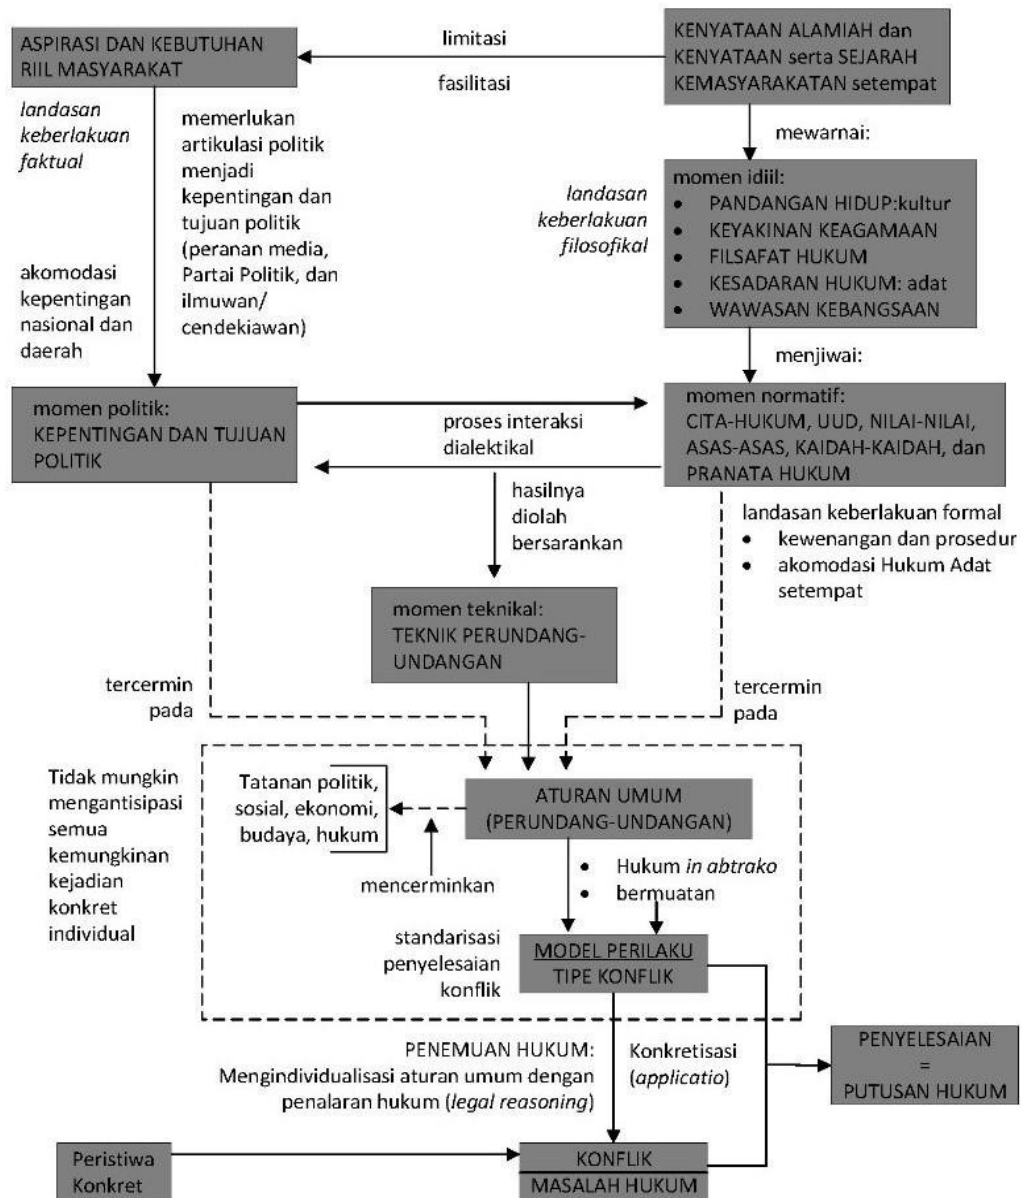 ASPIRASI DAN KEBUTUHAN
RIIL MASYARAKAT
limitasi
fasilitasi
KENYATAAN ALAMIAH dan
KENYATAAN serta SEJARAH
KEMASYARAKATAN setempat
landasan
keberlakuan
faktual
memerlukan
artikulasi politik
menjadi
kepentingan dan
tujuan politik
(peranan media,
Partai Politik, dan
ilmuwan/
cendekiawan)
akomodasi
kepentingan
nasional dan
daerah
mewarnai:
landasan
keberlakuan
filosofikal
momen idiil:
• PANDANGAN HIDUP:kultur
• KEYAKINAN KEAGAMAAN
• FILSAFAT HUKUM
• KESADARAN HUKUM: adat
• WAWASAN KEBANGSAAN
menjiwai:
momen politik:
KEPENTINGAN DAN TUJUAN
POLITIK
proses interaksi
dialektikal
momen normatif:
CITA-HUKUM, UUD, NILAI-NILAI,
ASAS-ASAS, KAIDAH-KAIDAH, dan
PRANATA HUKUM
hasilnya
diolah
bersarankan
landasan keberlakuan formal
• kewenangan dan prosedur
• akomodasi Hukum Adat
setempat
momen teknikal:
TEKNIK PERUNDANG-
UNDANGAN
tercermin
pada
tercermin
pada
Tidak mungkin
mengantisipasi
semua
kemungkinan
kejadian
konkret
individual
Tatanan politik,
sosial, ekonomi,
budaya, hukum
mencerminkan
ATURAN UMUM
(PERUNDANG-UNDANGAN)
• Hukum in abtrako
• bermuatan
standarisasi
penyelesaian
konflik
MODEL PERILAKU
TIPE KONFLIK
PENEMUAN HUKUM:
Mengindividualisasi aturan umum dengan
penalaran hukum (legal reasoning)
Konkretisasi
(applicatio)
PENYELESAIAN
=
PUTUSAN HUKUM
Peristiwa
Konkret
KONFLIK
MASALAH HUKUM